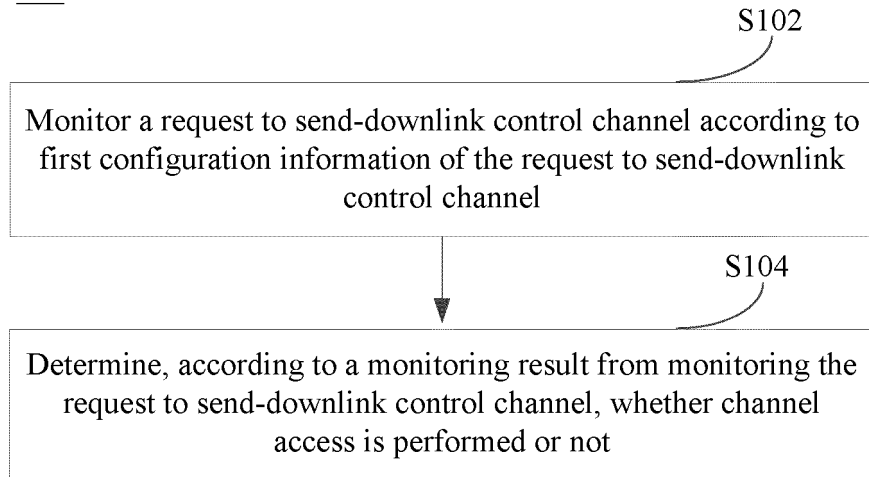 S102
Monitor a request to send-downlink control channel according to
first configuration information of the request to send-downlink
control channel
S104
Determine, according to a monitoring result from monitoring the
request to send-downlink control channel, whether channel
access is performed or not